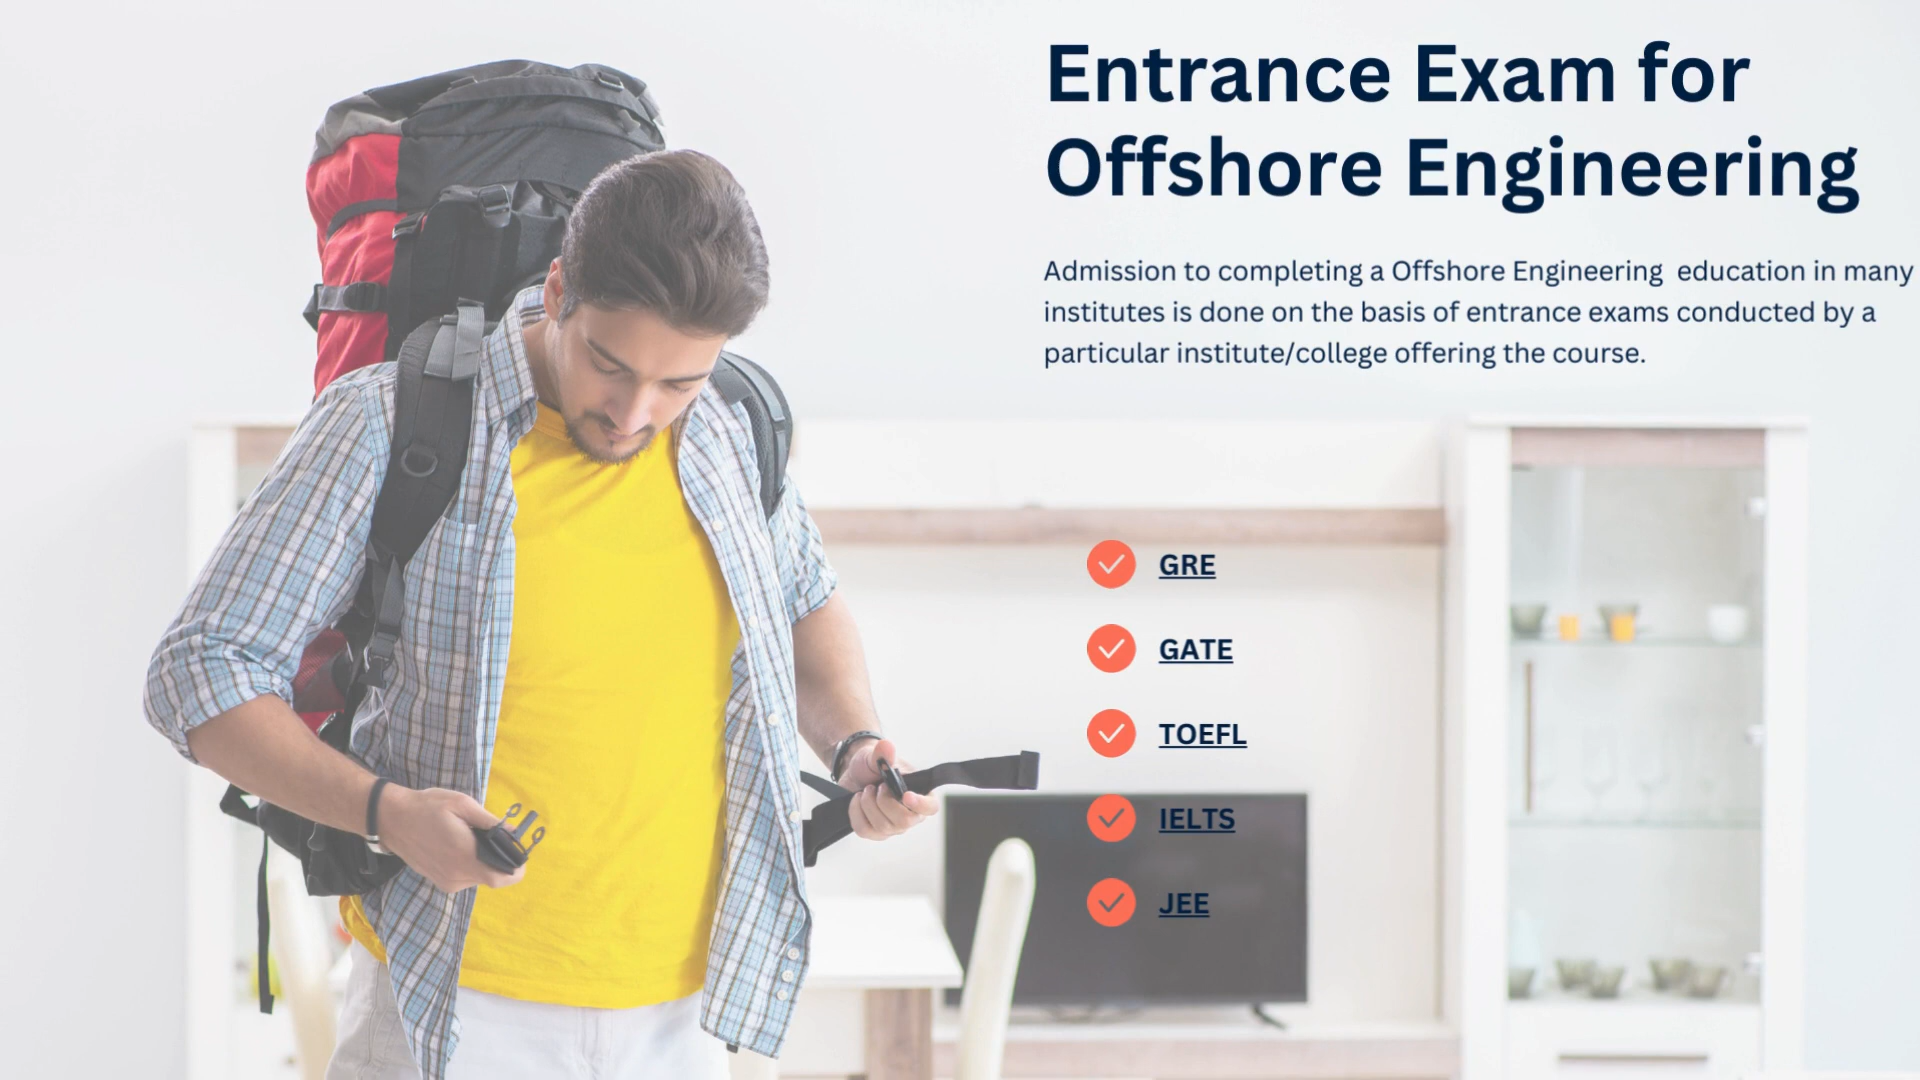 Entrance Exam for
Offshore Engineering
Admission to completing a Offshore Engineering  education in many
institutes is done on the basis of entrance exams conducted by a
particular institute/college offering the course.
GRE
GATE
TOEFL
IELTS
JEE